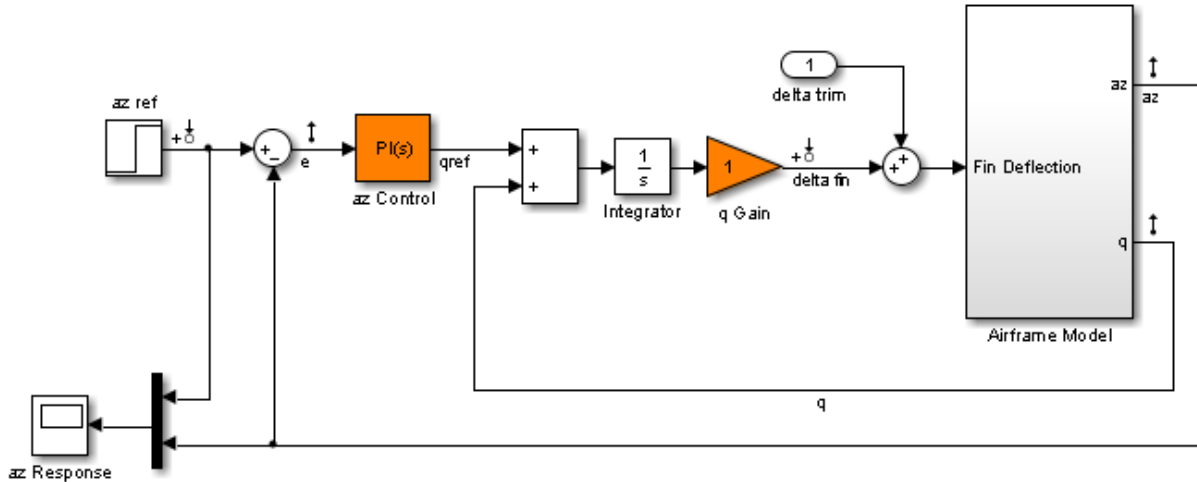 az ref
+
+
−
e
PI(s)
az Control
qref
+
+
1
s
Integrator
1
q Gain
+
delta fin
1
delta trim
+
+
Fin Deflection
az
az
q
Airframe Model
q
az Response